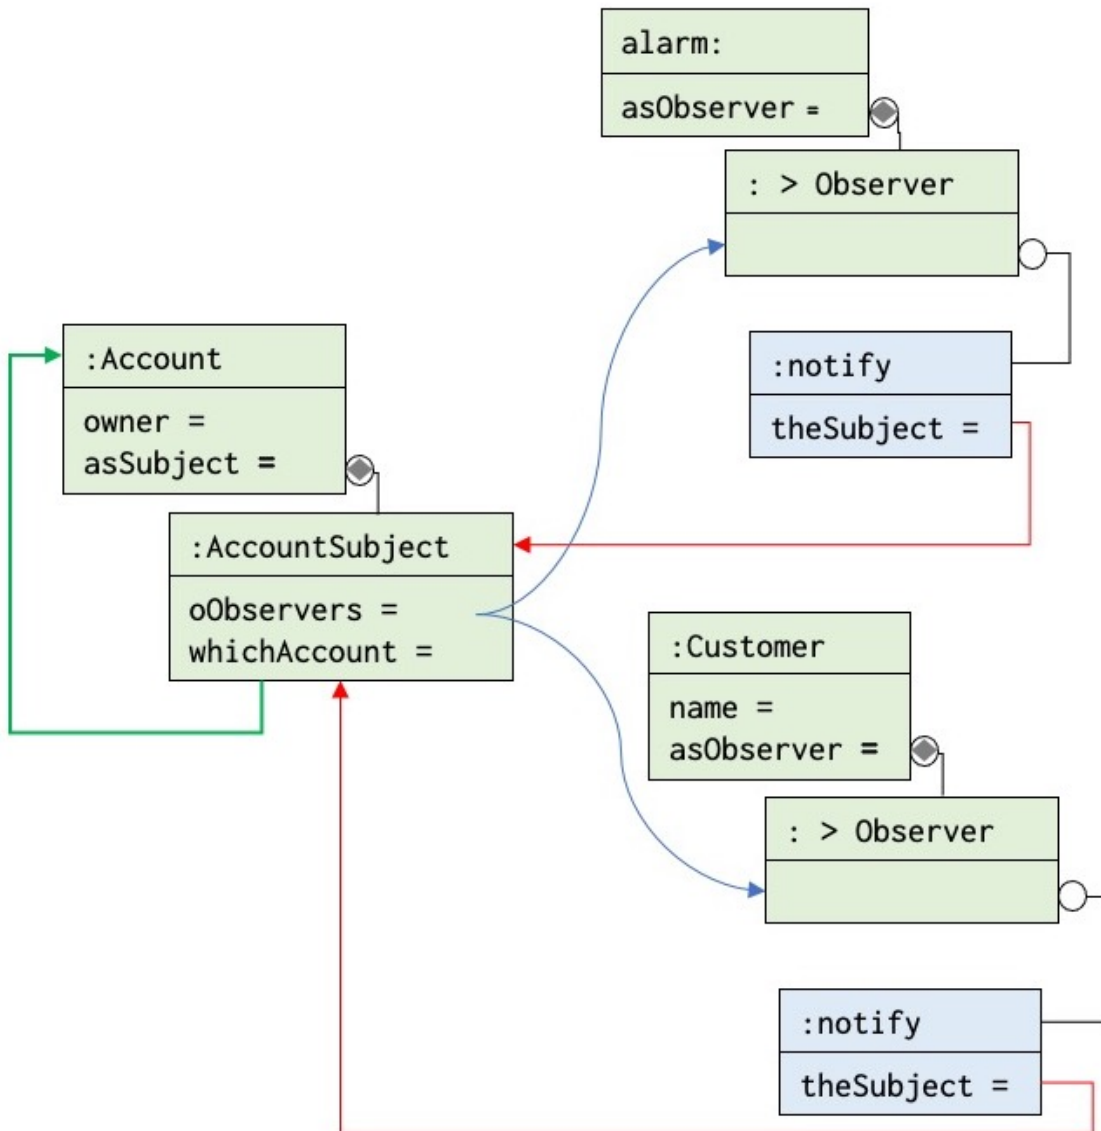 alarm:
asObserver =
: > Observer
:notify
theSubject =
:Account
owner =
asSubject =
:AccountSubject
oObservers =
whichAccount =
:Customer
name =
asObserver =
: > Observer
:notify
theSubject =